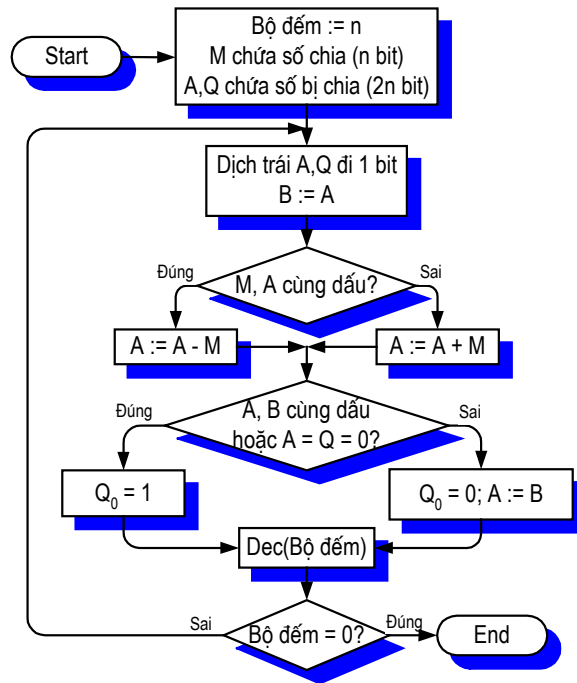 Start
Bộ đếm := n
M chứa số chia (n bit)
A,Q chứa số bị chia (2n bit)
Dịch trái A,Q đi 1 bit
B := A
Đúng
M, A cùng dấu?
Sai
A := A - M
A := A + M
Đúng
A, B cùng dấu
hoặc A = Q = 0?
Sai
Q₀ = 1
Q₀ = 0; A := B
Dec(Bộ đếm)
Sai
Bộ đếm = 0?
Đúng
End